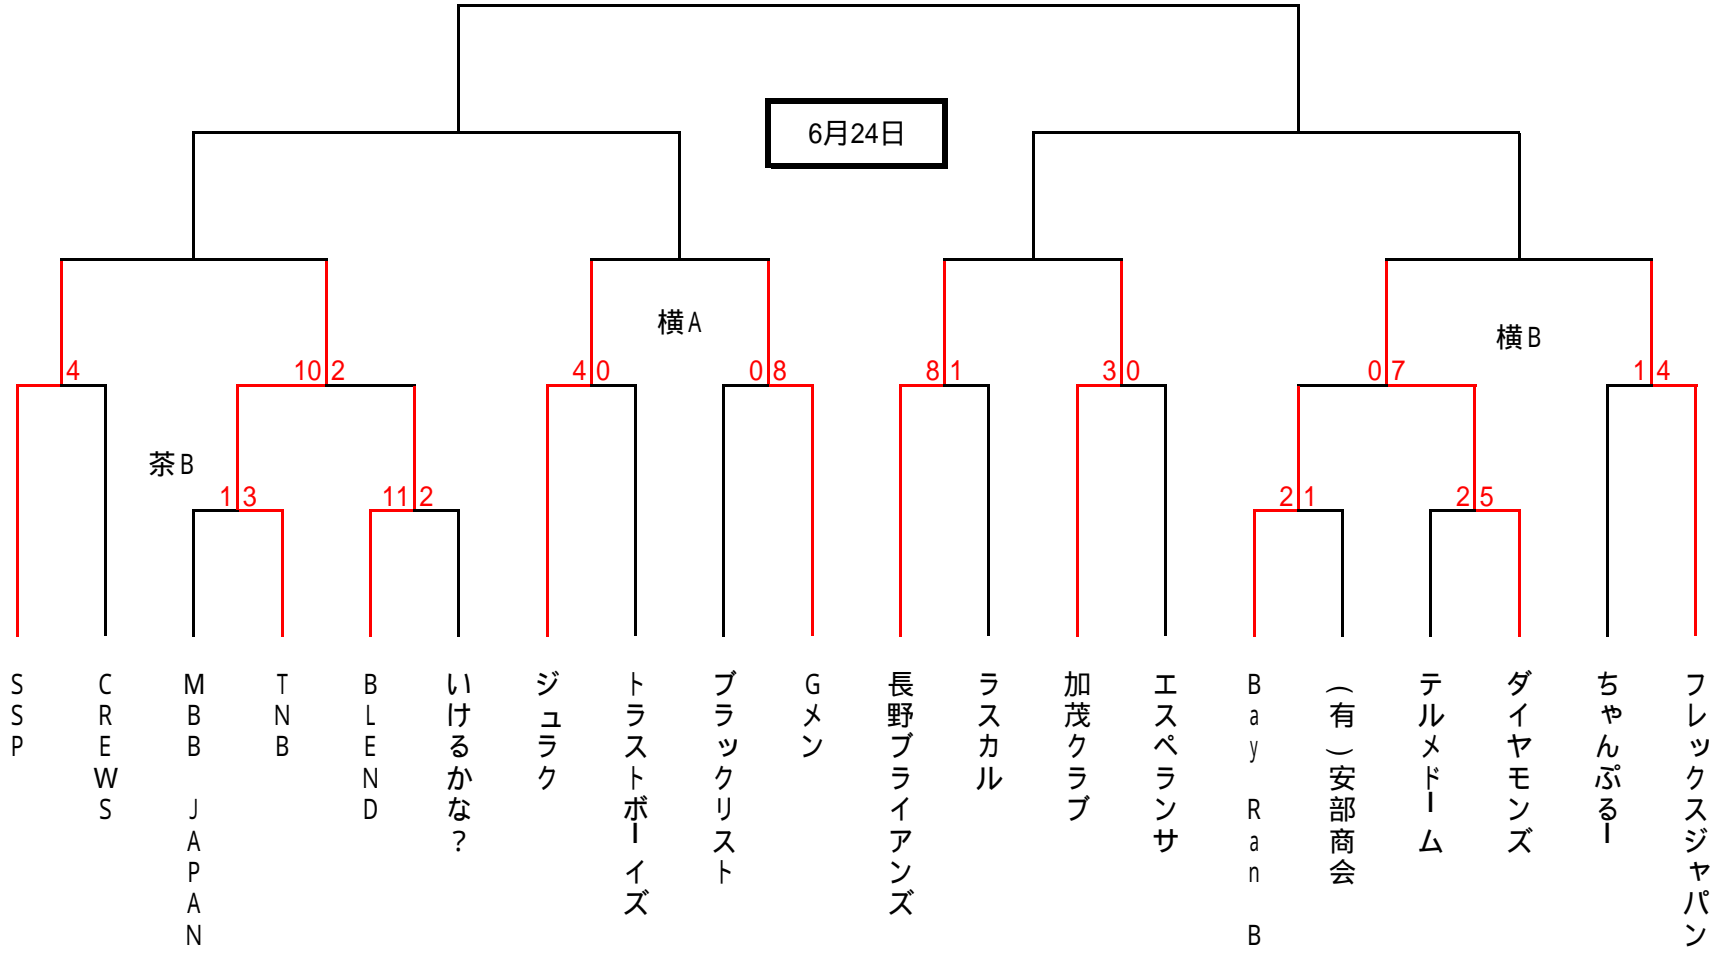 6月24日
横A
横B
4
10 2
4 0
0 8
8 1
3 0
0 7
1 4
茶B
1 3
11 2
2 1
2 5
SSP
CREWS
MBB JAPAN
TNB
BLEND
いけるかな？
ジュラク
トラストボーイズ
ブラックリスト
Gメン
長野ブライアンズ
ラスカル
加茂クラブ
エスペランサ
Bay Ran B
（有）安部商会
テルメドーム
ダイヤモンズ
ちゃんぷるー
フレックスジャパン